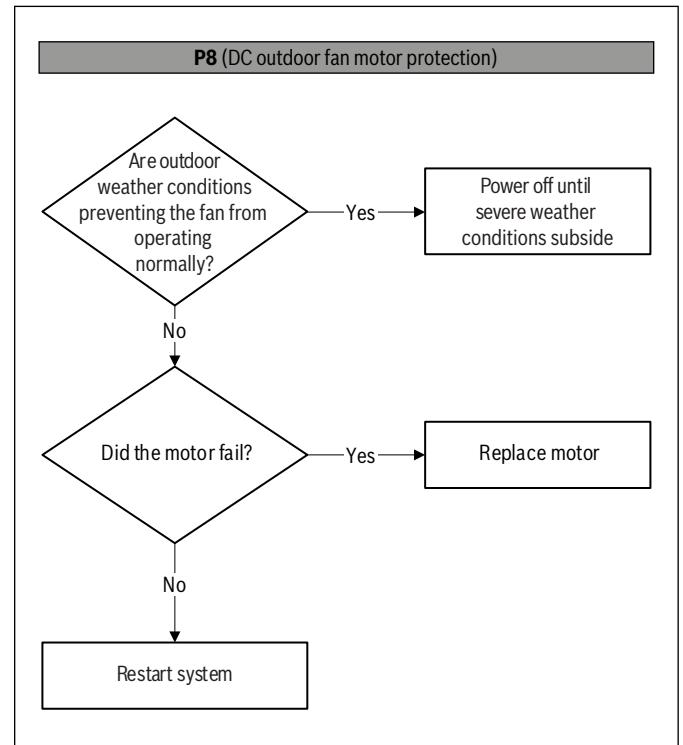 P8 (DC outdoor fan motor protection)
Are outdoor
weather conditions
preventing the fan from
operating
normally?
Yes
Power off until
severe weather
conditions subside
No
Did the motor fail?
Yes
Replace motor
No
Restart system